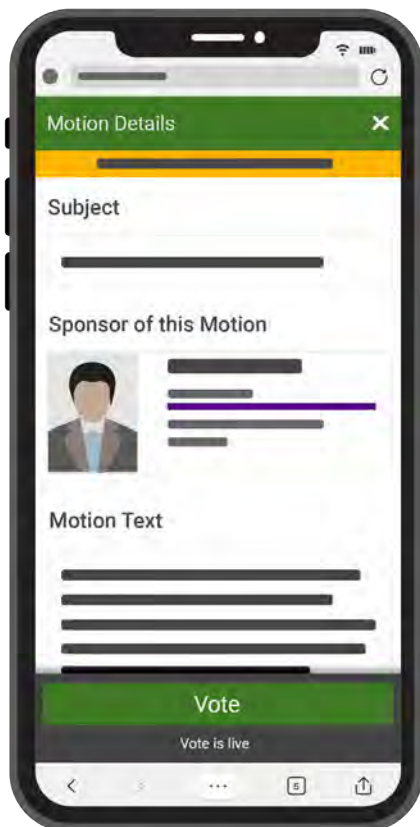 Motion Details
Subject
Sponsor of this Motion
Motion Text
Vote
Vote is live
5